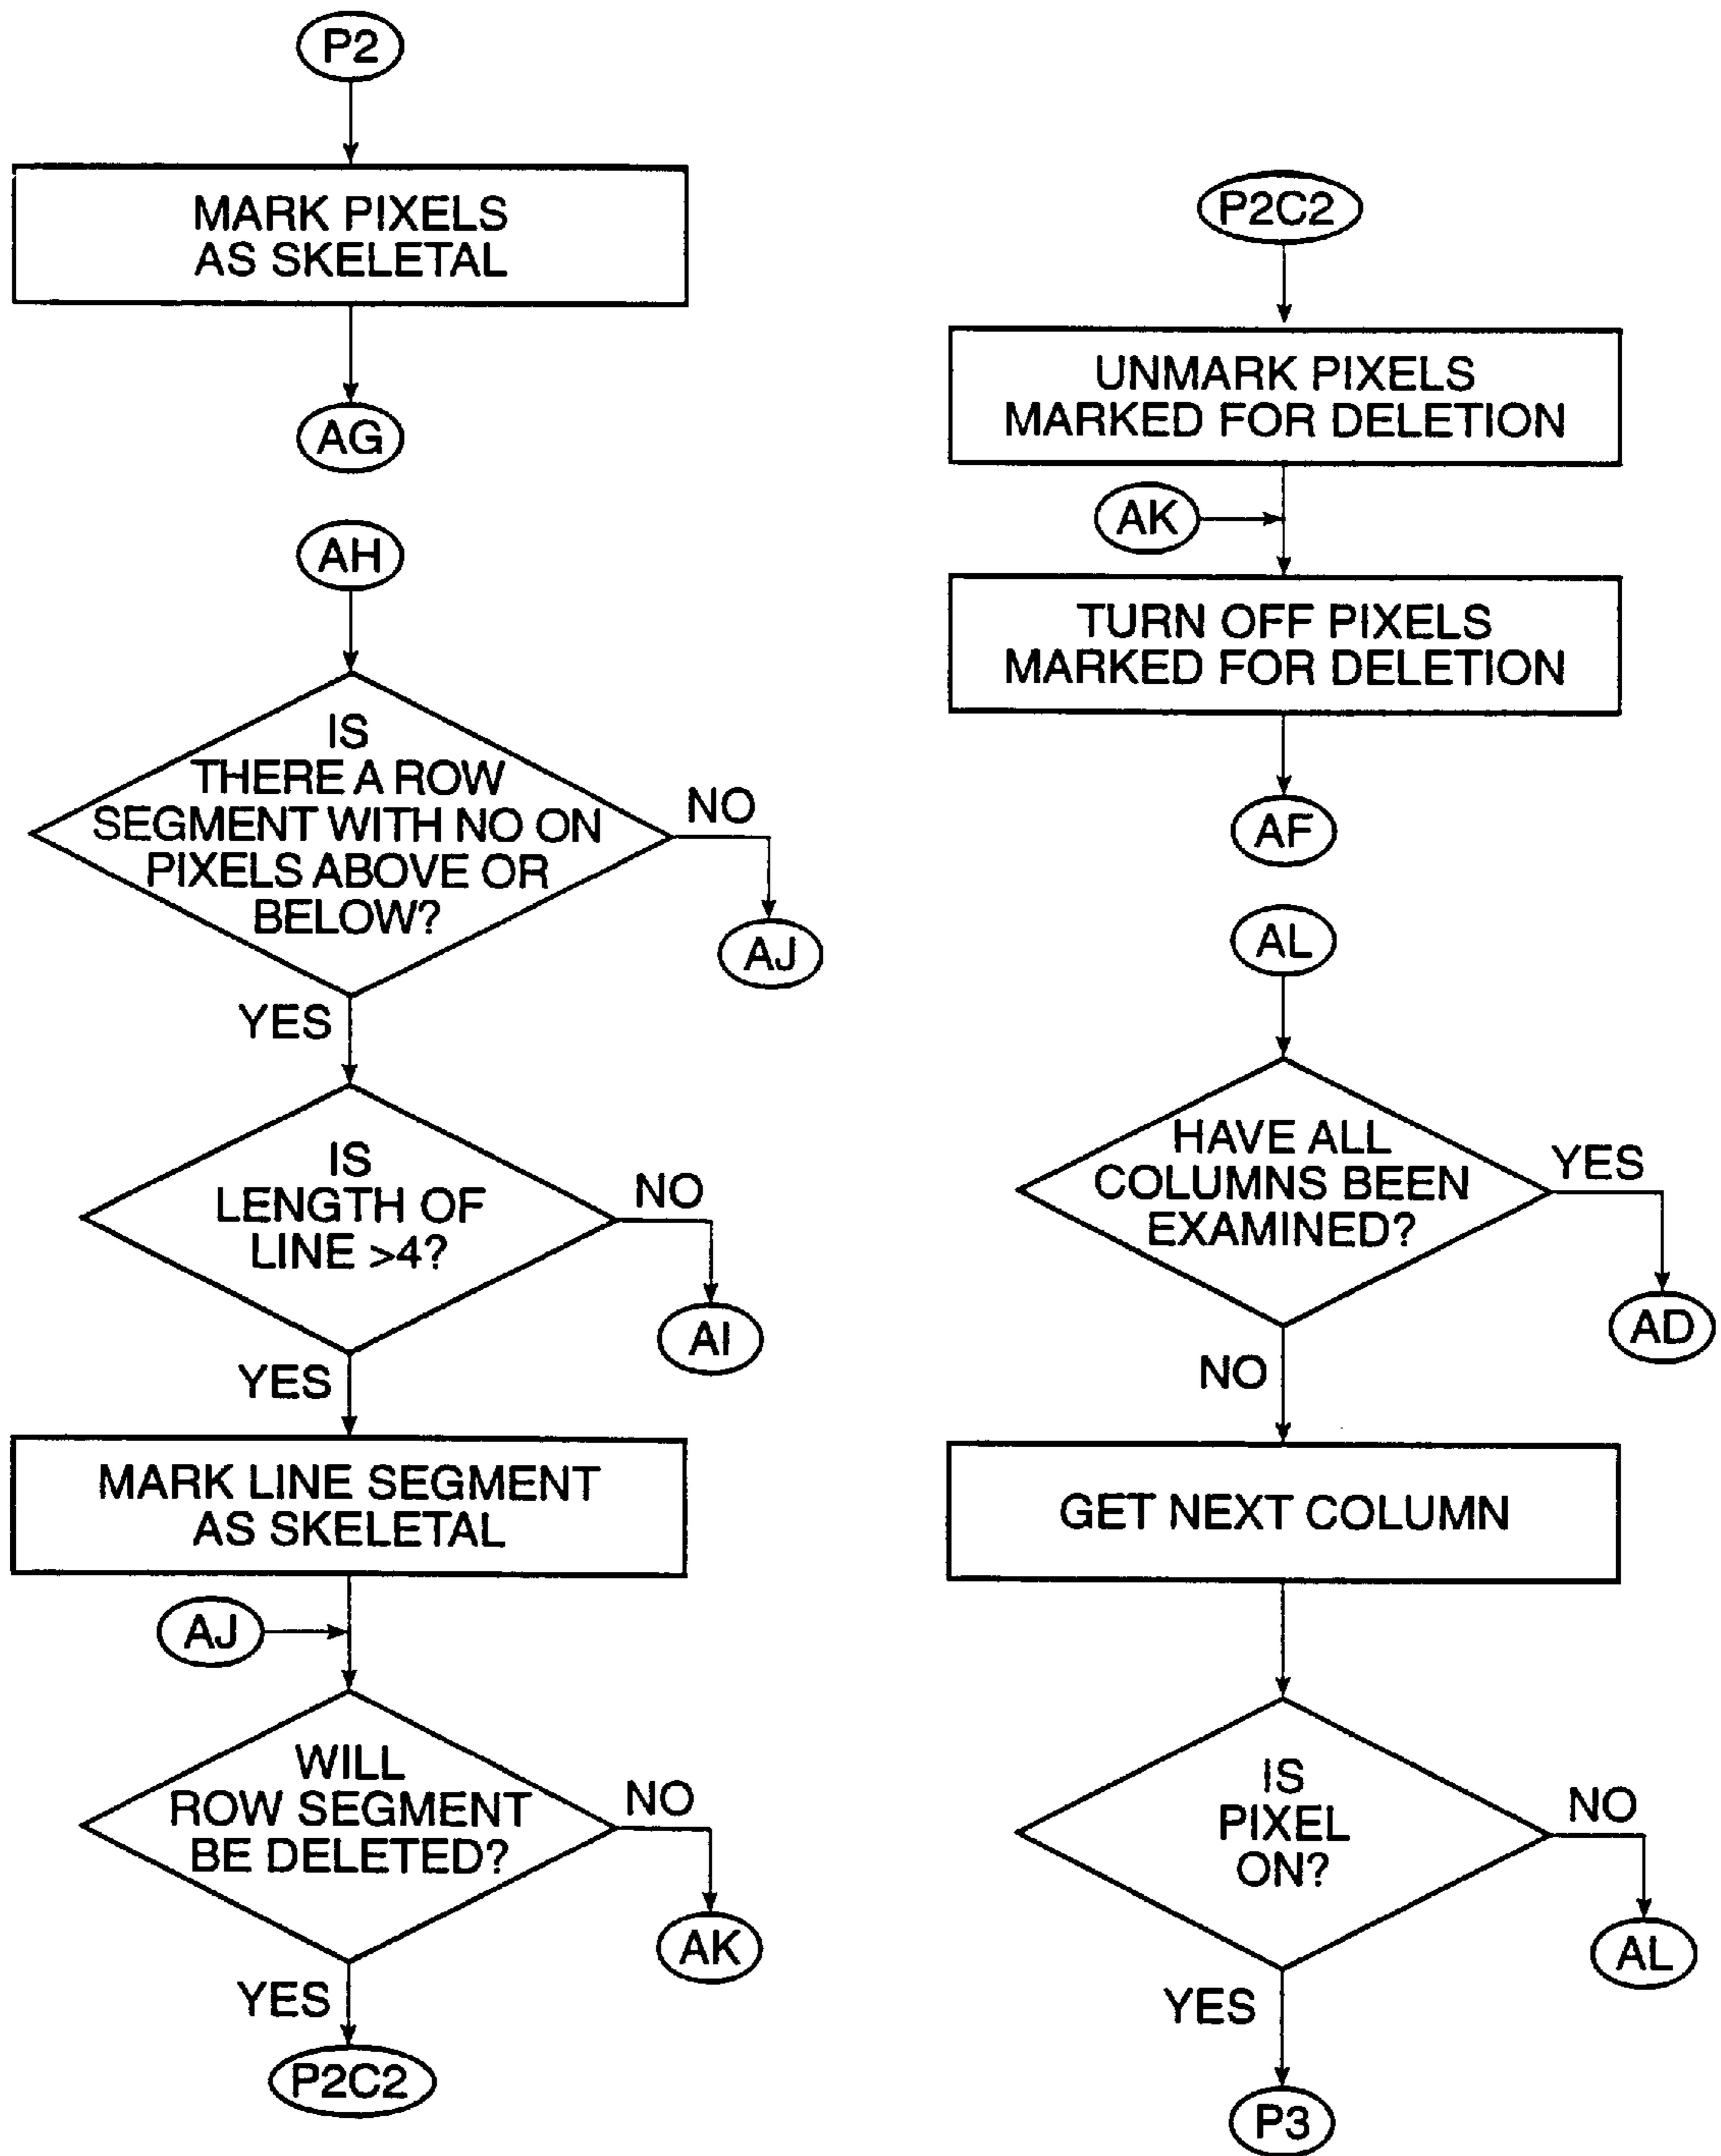 P2
MARK PIXELS
AS SKELETAL
AG
AH
IS
THERE A ROW
SEGMENT WITH NO ON
PIXELS ABOVE OR
BELOW?
NO
AJ
YES
IS
LENGTH OF
LINE >4?
NO
AI
YES
MARK LINE SEGMENT
AS SKELETAL
AJ
WILL
ROW SEGMENT
BE DELETED?
NO
AK
YES
P2C2
P2C2
UNMARK PIXELS
MARKED FOR DELETION
AK
TURN OFF PIXELS
MARKED FOR DELETION
AF
AL
HAVE ALL
COLUMNS BEEN
EXAMINED?
YES
AD
NO
GET NEXT COLUMN
IS
PIXEL
ON?
NO
AL
YES
P3